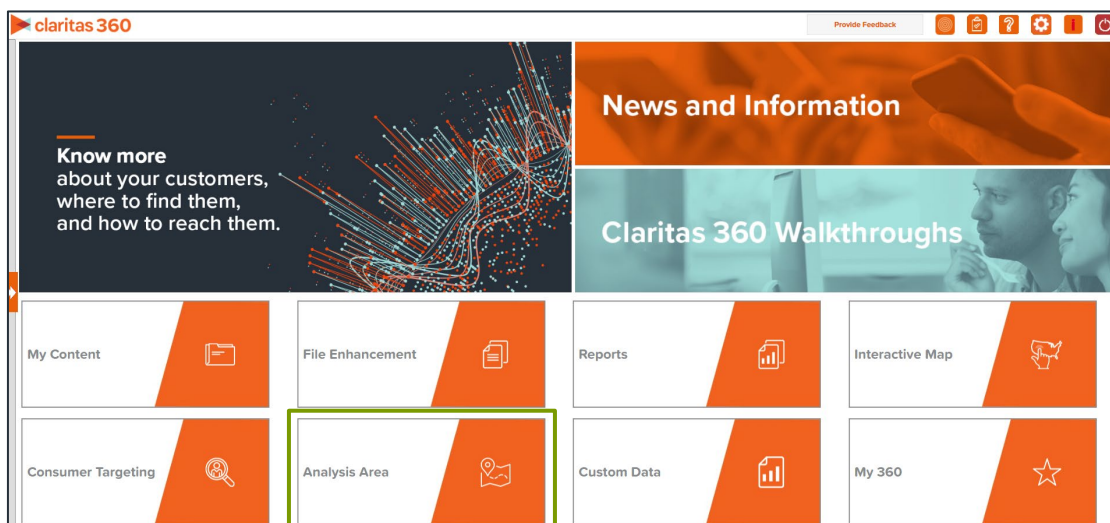 claritas 360
Provide Feedback
Know more
about your customers,
where to find them,
and how to reach them.
News and Information
Claritas 360 Walkthroughs
My Content
File Enhancement
Reports
Interactive Map
Consumer Targeting
Analysis Area
Custom Data
My 360